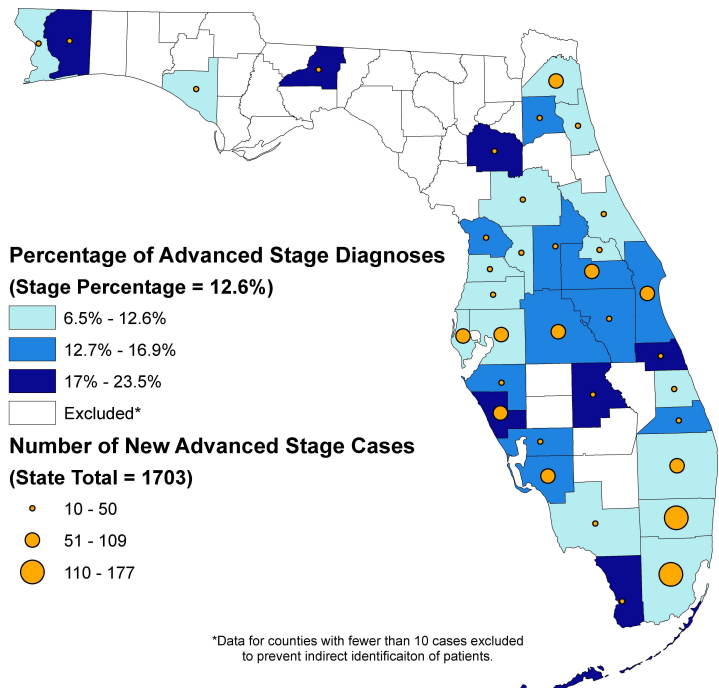 Percentage of Advanced Stage Diagnoses
(Stage Percentage = 12.6%)
6.5% - 12.6%
12.7% - 16.9%
17% - 23.5%
Excluded*
Number of New Advanced Stage Cases
(State Total = 1703)
10 - 50
51 - 109
110 - 177
*Data for counties with fewer than 10 cases excluded
to prevent indirect identificaiton of patients.